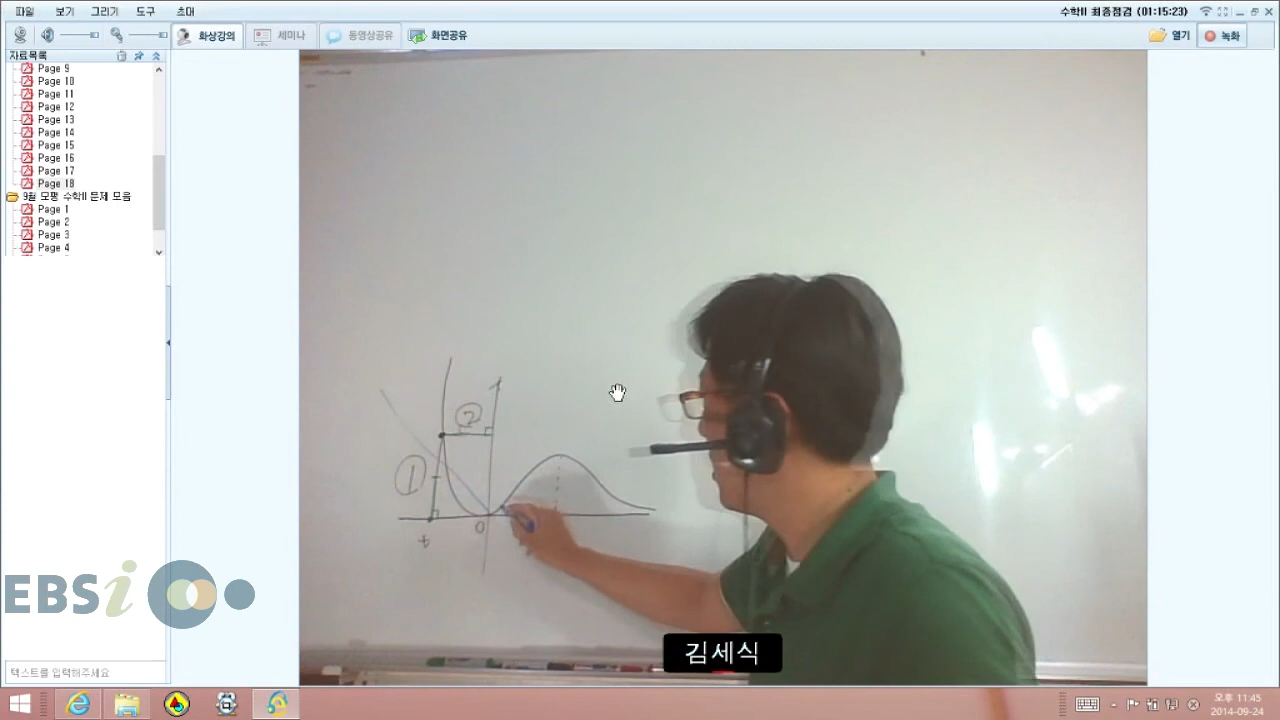 파일 보기 그리기 도구 초대
수학II 최종점검 (01:15:23)
화상강의 세미나 동영상공유 화면공유 열기 녹화
자료목록
Page 9
Page 10
Page 11
Page 12
Page 13
Page 14
Page 15
Page 16
Page 17
Page 18
9월 모평 수학II 문제 모음
Page 1
Page 2
Page 3
Page 4
②
①
0
t
EBSi
김세식
텍스트를 입력해주세요
오후 11:45
2014-09-24